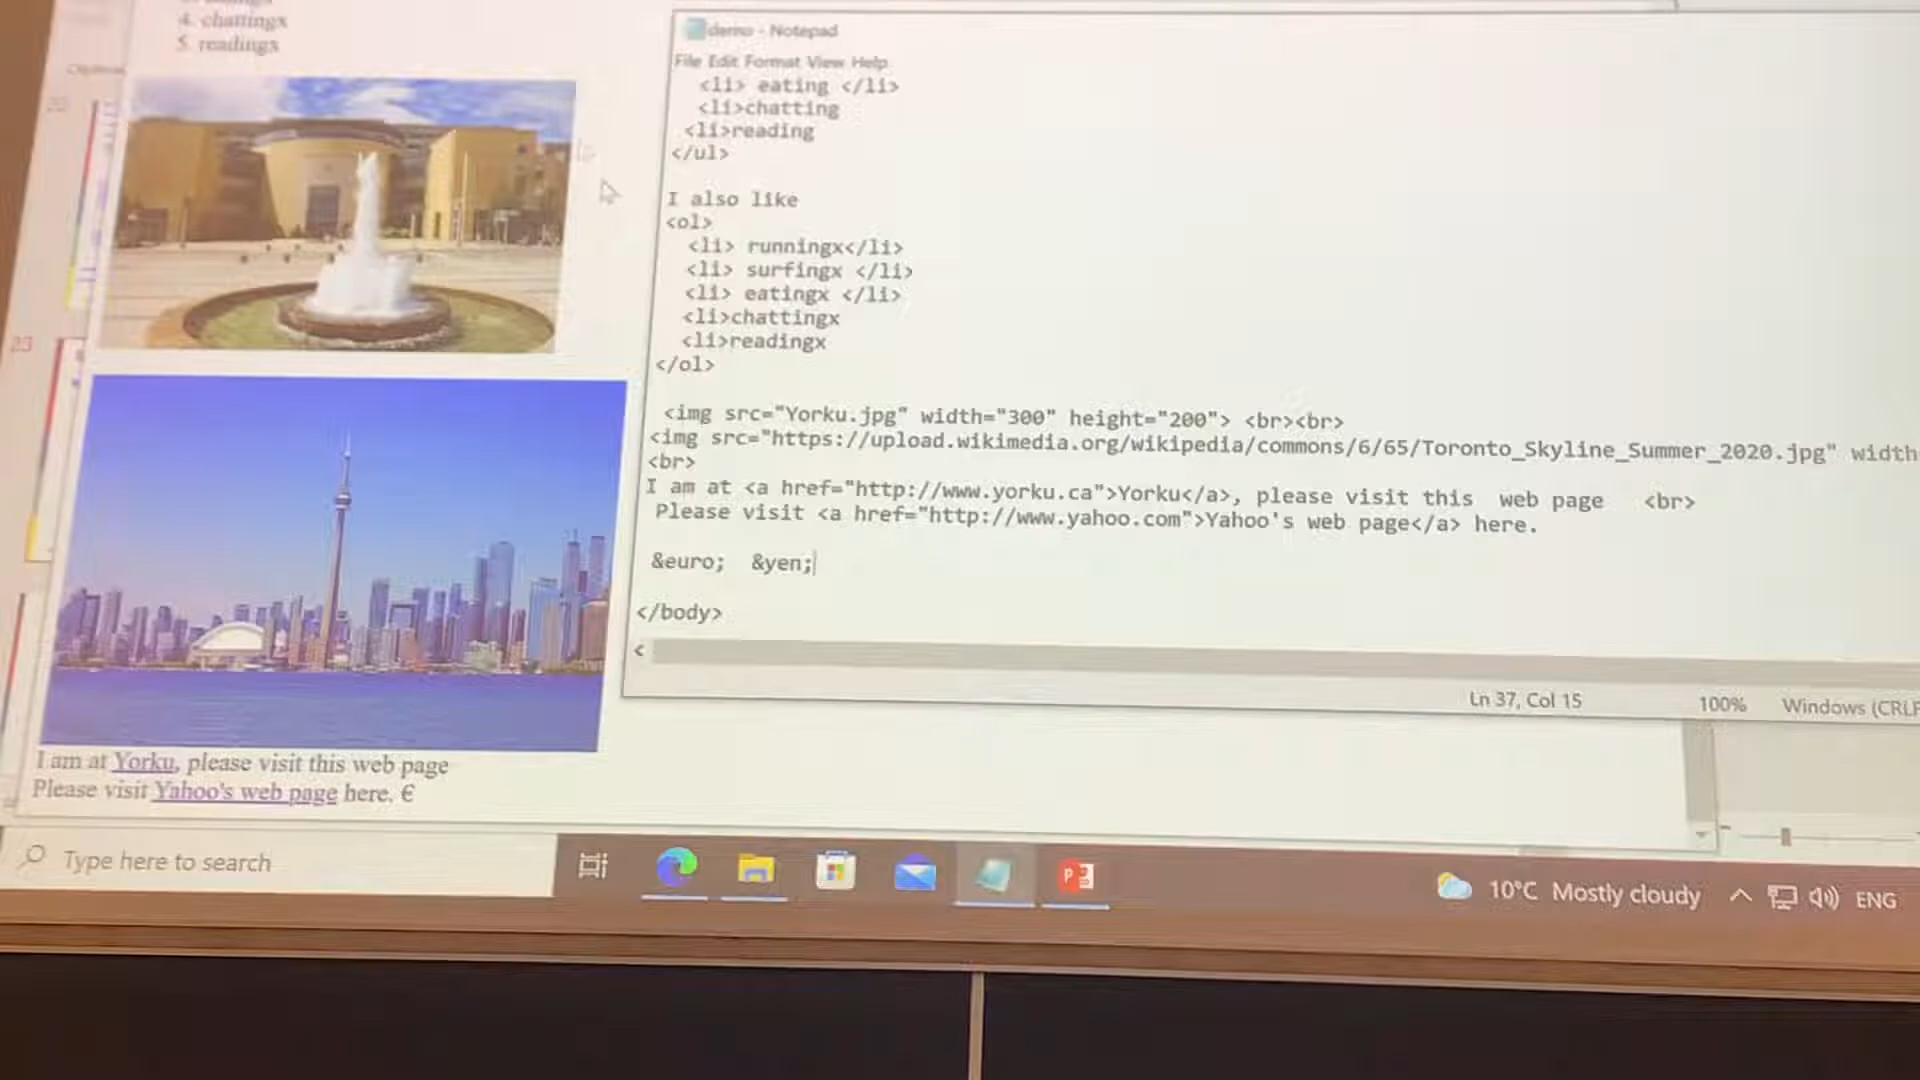 4. chattingx
5. readingx
22
23
demo - Notepad
File Edit Format View Help
<li> eating </li>
<li>chatting
<li>reading
</ul>
I also like
<ol>
<li> runningx</li>
<li> surfingx </li>
<li> eatingx </li>
<li>chattingx
<li>readingx
</ol>
<img src="Yorku.jpg" width="300" height="200"> <br><br>
<img src="https://upload.wikimedia.org/wikipedia/commons/6/65/Toronto_Skyline_Summer_2020.jpg" width
<br>
I am at <a href="http://www.yorku.ca">Yorku</a>, please visit this web page <br>
Please visit <a href="http://www.yahoo.com">Yahoo's web page</a> here.
&euro; &yen;
</body>
Ln 37, Col 15 100% Windows (CRLF
I am at Yorku, please visit this web page
Please visit Yahoo's web page here. €
Type here to search
10°C Mostly cloudy ENG